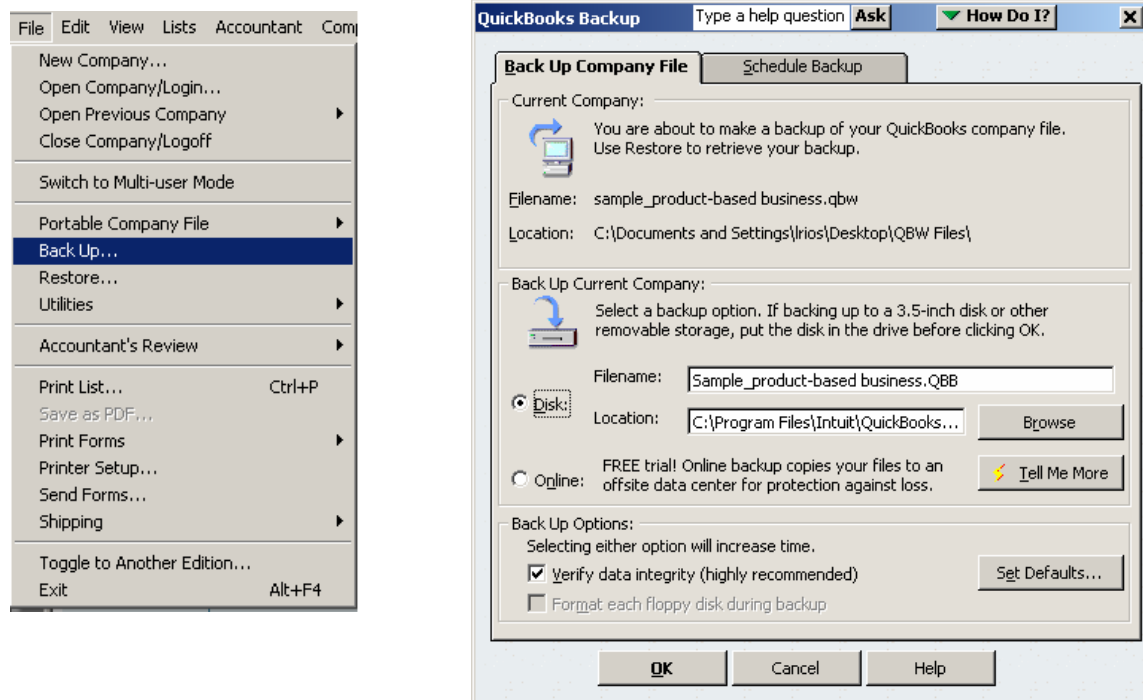 File Edit View Lists Accountant Com
New Company...
Open Company/Login...
Open Previous Company
Close Company/Logoff
Switch to Multi-user Mode
Portable Company File
Back Up...
Restore...
Utilities
Accountant's Review
Print List... Ctrl+P
Save as PDF...
Print Forms
Printer Setup...
Send Forms...
Shipping
Toggle to Another Edition...
Exit Alt+F4
QuickBooks Backup Type a help question Ask How Do I?
Back Up Company File Schedule Backup
Current Company:
You are about to make a backup of your QuickBooks company file.
Use Restore to retrieve your backup.
Filename: sample_product-based business.qbw
Location: C:\Documents and Settings\lrios\Desktop\QBW Files\
Back Up Current Company:
Select a backup option. If backing up to a 3.5-inch disk or other
removable storage, put the disk in the drive before clicking OK.
Disk:
Filename: Sample_product-based business.QBB
Location: C:\Program Files\Intuit\QuickBooks... Browse
Online: FREE trial! Online backup copies your files to an
offsite data center for protection against loss.
Tell Me More
Back Up Options:
Selecting either option will increase time.
Verify data integrity (highly recommended) Set Defaults...
Format each floppy disk during backup
OK Cancel Help